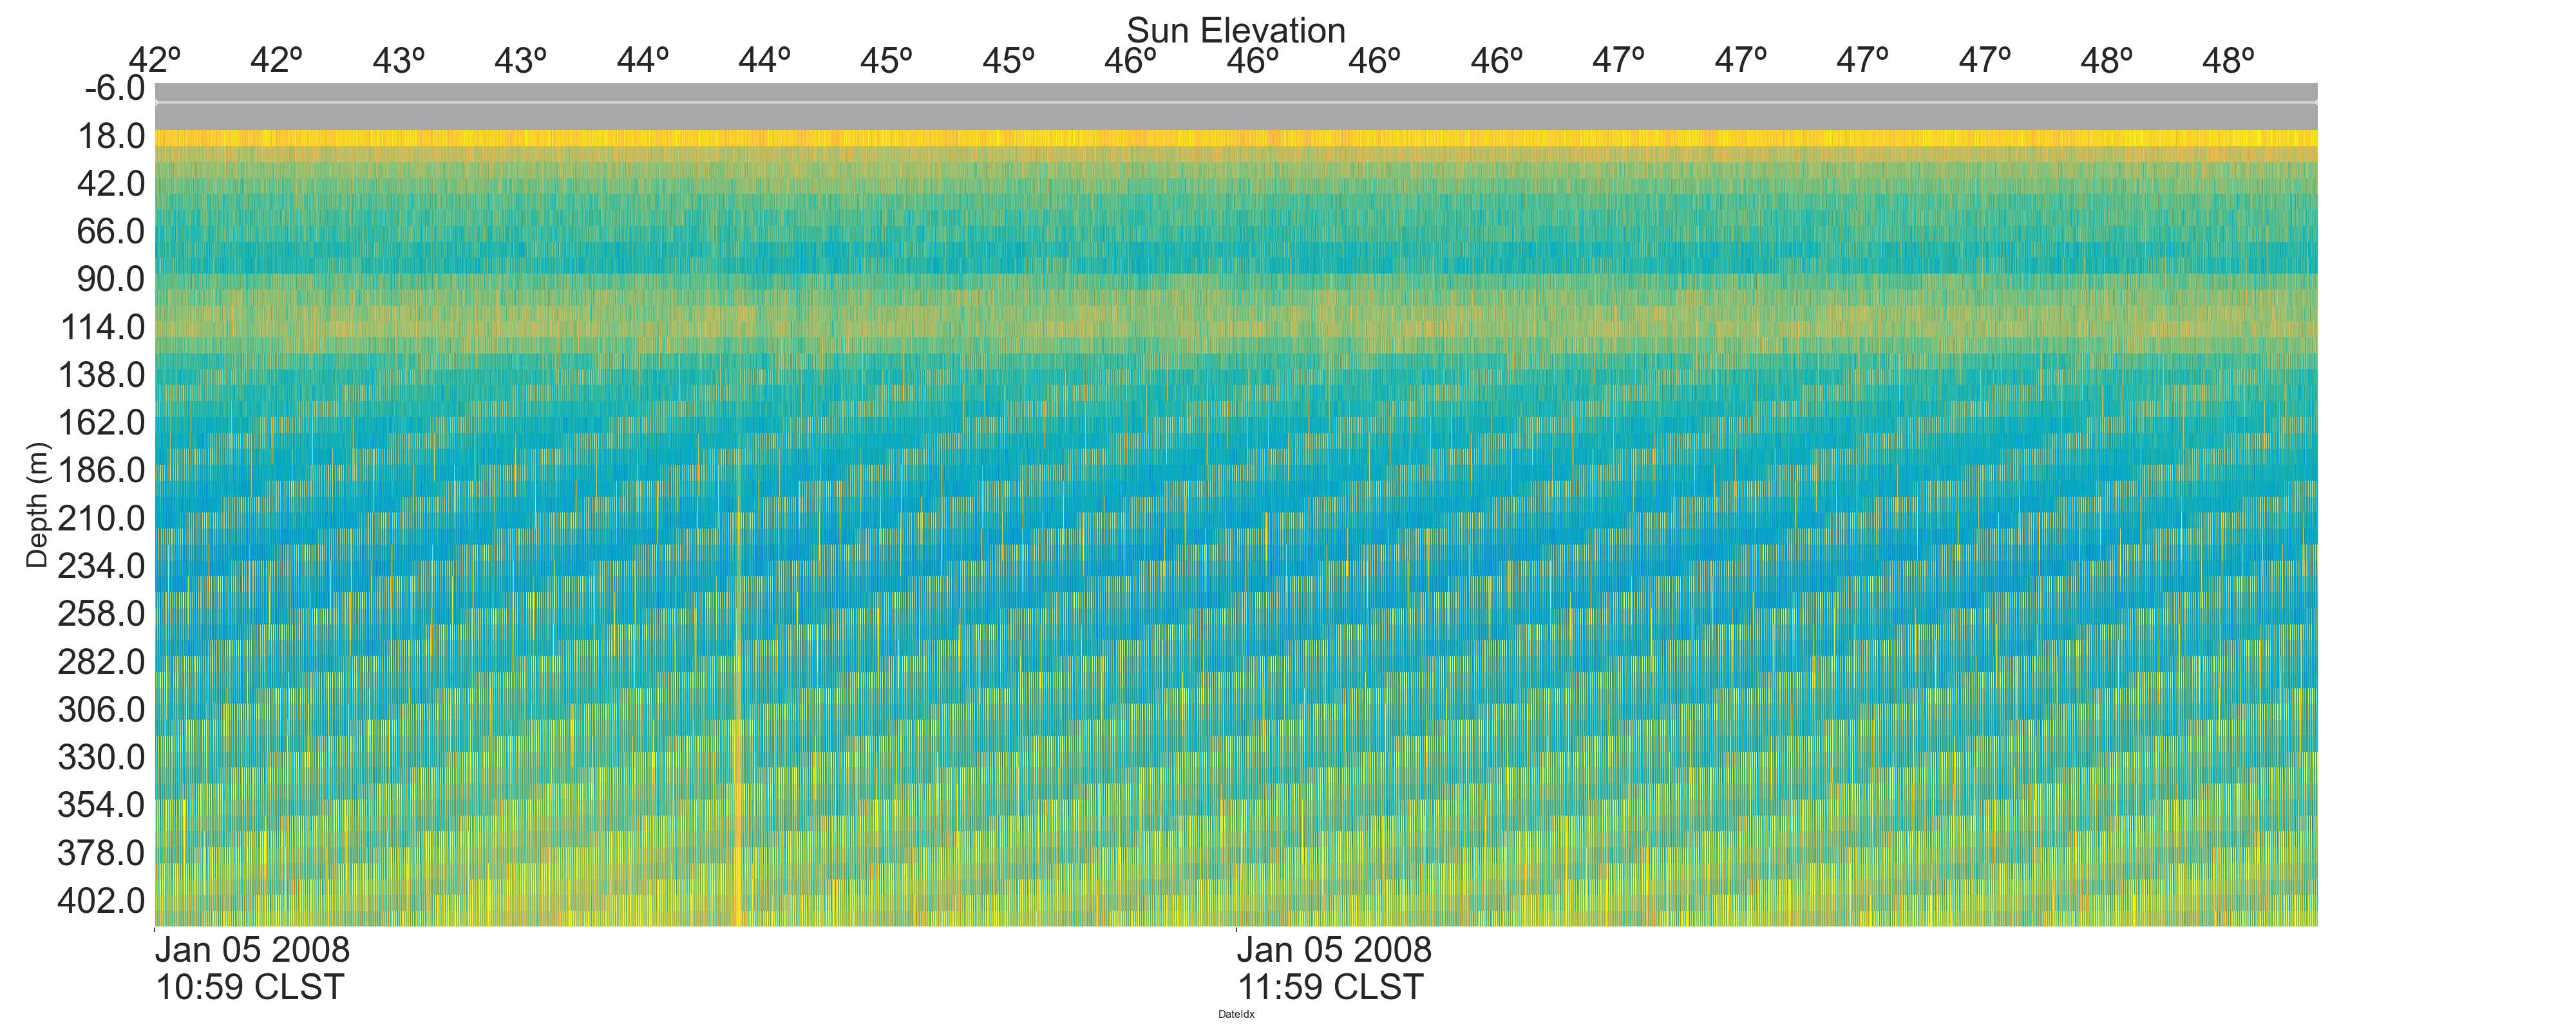 Sun Elevation
42º 42º 43º 43º 44º 44º 45º 45º 46º 46º 46º 46º 47º 47º 47º 47º 48º 48º
-6.0
18.0
42.0
66.0
90.0
114.0
138.0
162.0
186.0
210.0
234.0
258.0
282.0
306.0
330.0
354.0
378.0
402.0
Depth (m)
Jan 05 2008
10:59 CLST
Jan 05 2008
11:59 CLST
DateIdx